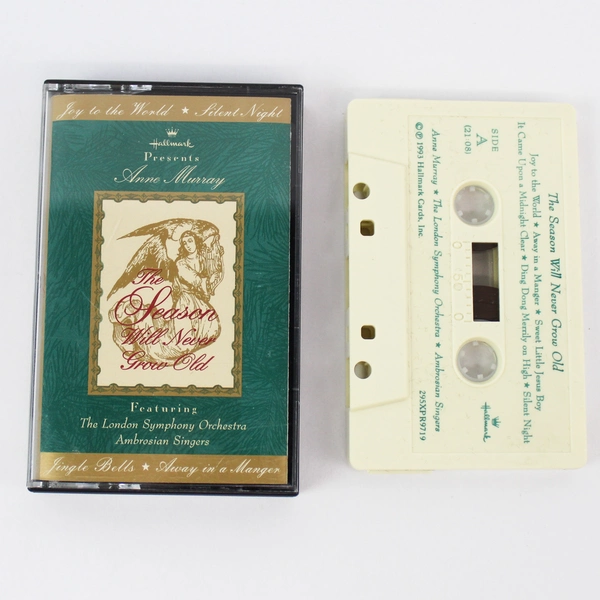 Joy to the World ★ Silent Night
Hallmark
Presents
Anne Murray
The
Season
Will Never
Grow Old
Featuring
The London Symphony Orchestra
Ambrosian Singers
Jingle Bells ★ Away in a Manger
The Season Will Never Grow Old
Joy to the World ★ Away in a Manger ★ Sweet Little Jesus Boy
It Came Upon a Midnight Clear ★ Ding Dong Merrily on High ★ Silent Night
SIDE
A
(21:08)
Hallmark
Anne Murray ★ The London Symphony Orchestra ★ Ambrosian Singers
© ℗ 1993 Hallmark Cards, Inc.
295XPR9719